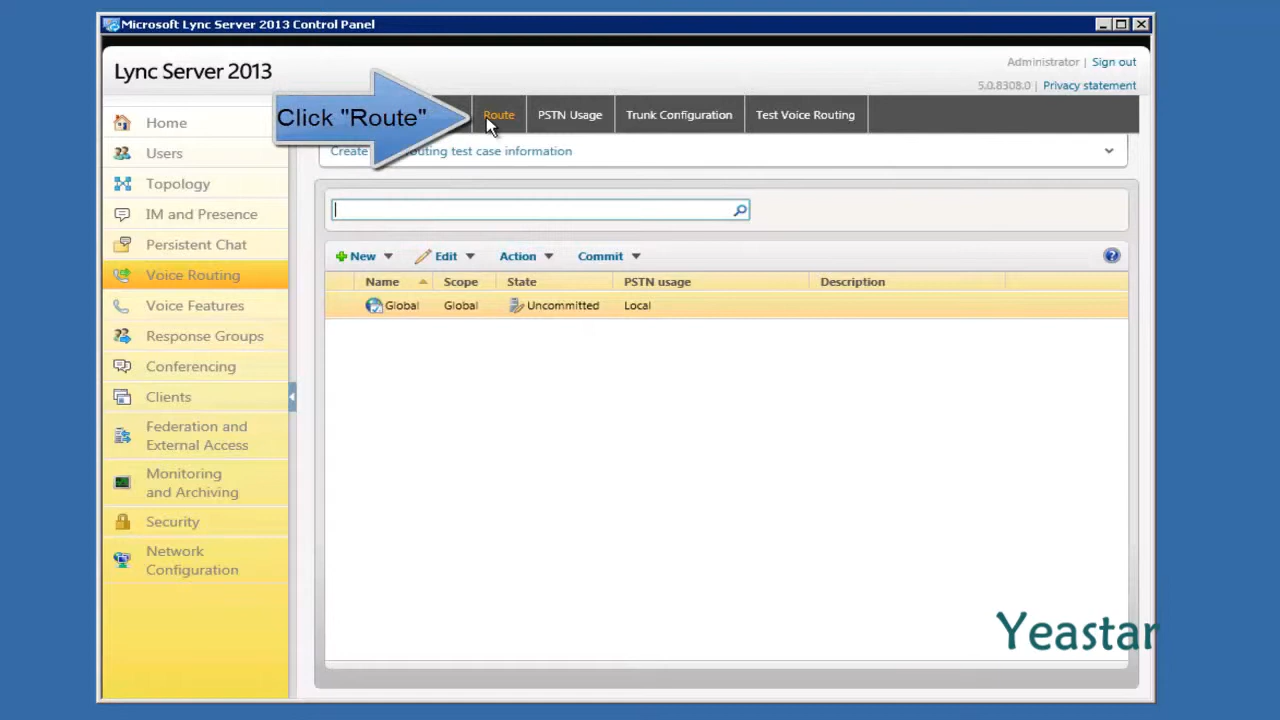 Microsoft Lync Server 2013 Control Panel
Lync Server 2013
Administrator | Sign out
5.0.8308.0 | Privacy statement
Click "Route"
Route
PSTN Usage
Trunk Configuration
Test Voice Routing
Home
Users
Topology
IM and Presence
Persistent Chat
Voice Routing
Voice Features
Response Groups
Conferencing
Clients
Federation and
External Access
Monitoring
and Archiving
Security
Network
Configuration
Create routing test case information
New Edit Action Commit
Name Scope State PSTN usage Description
Global Global Uncommitted Local
Yeastar